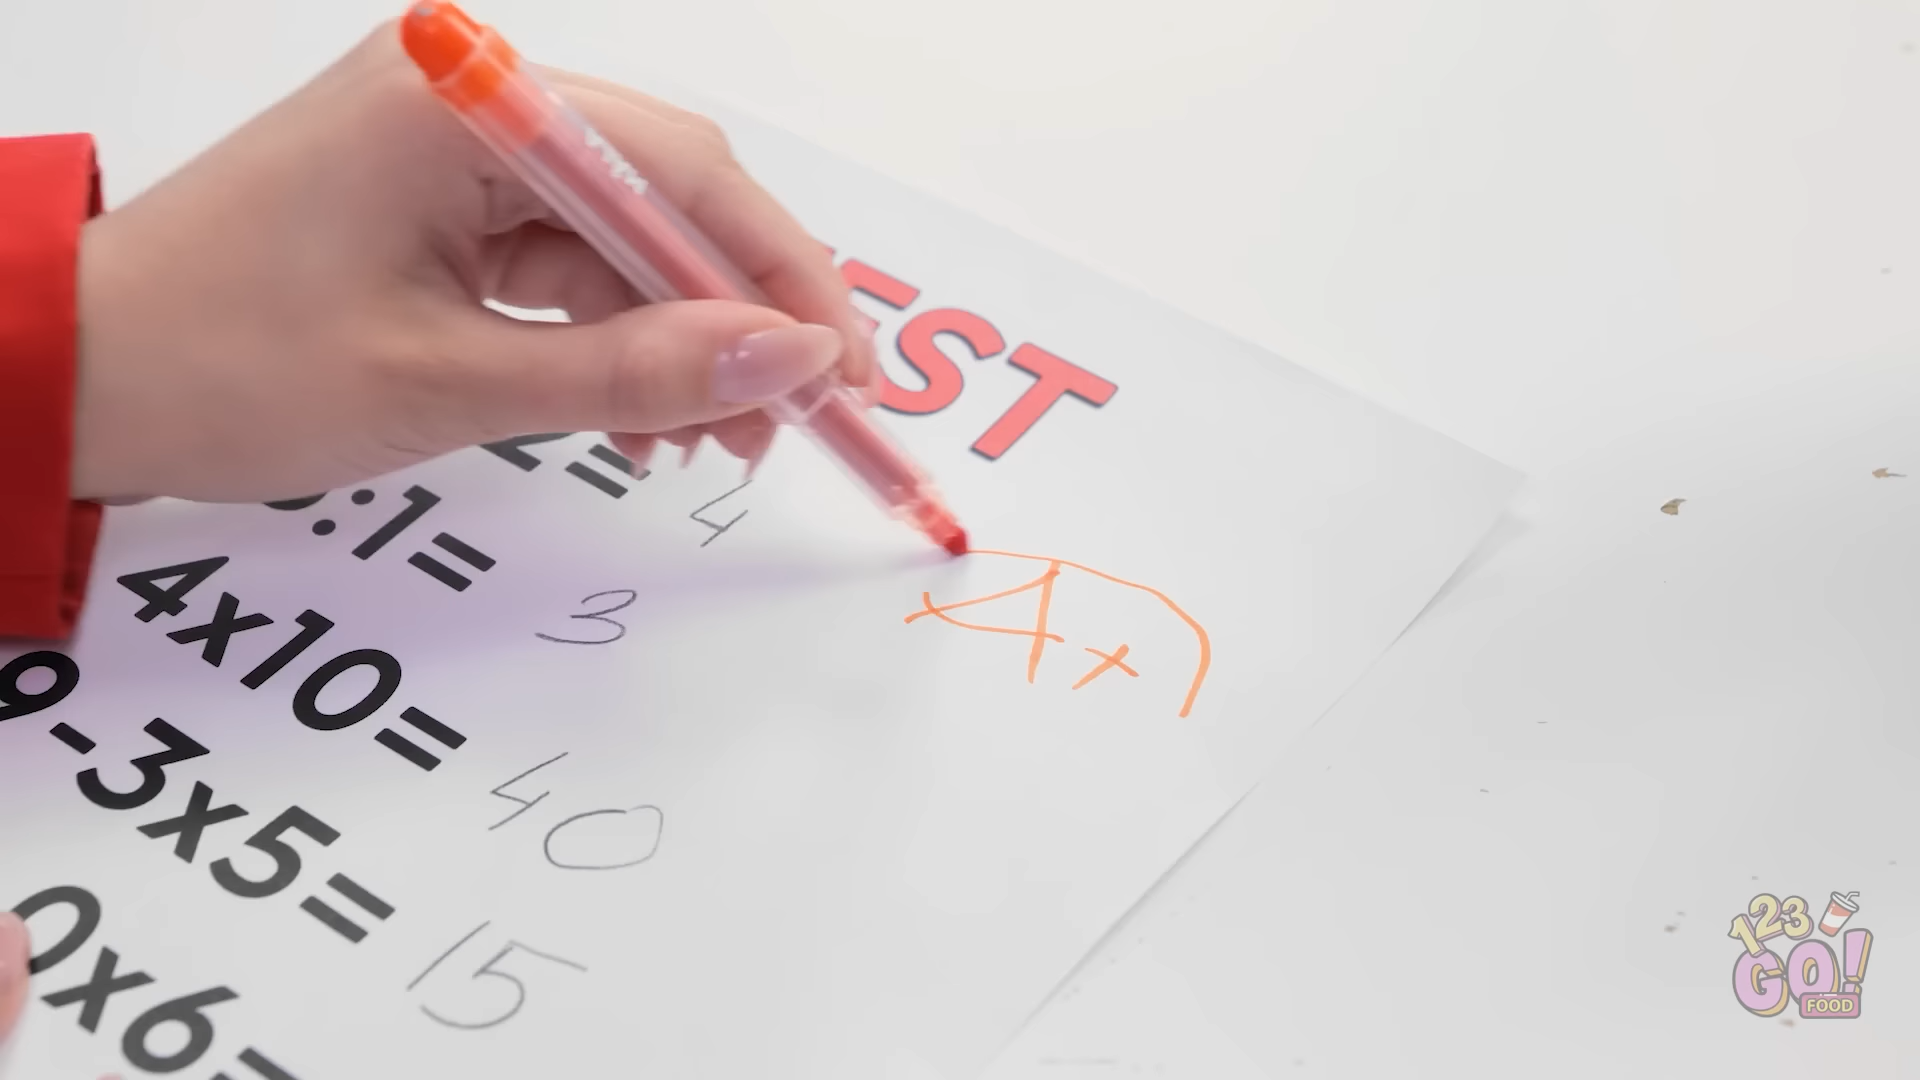 EST
2= 4
:1= 3
4x10= 40
9-3x5= 15
0x6=
A+
123
GO!
FOOD